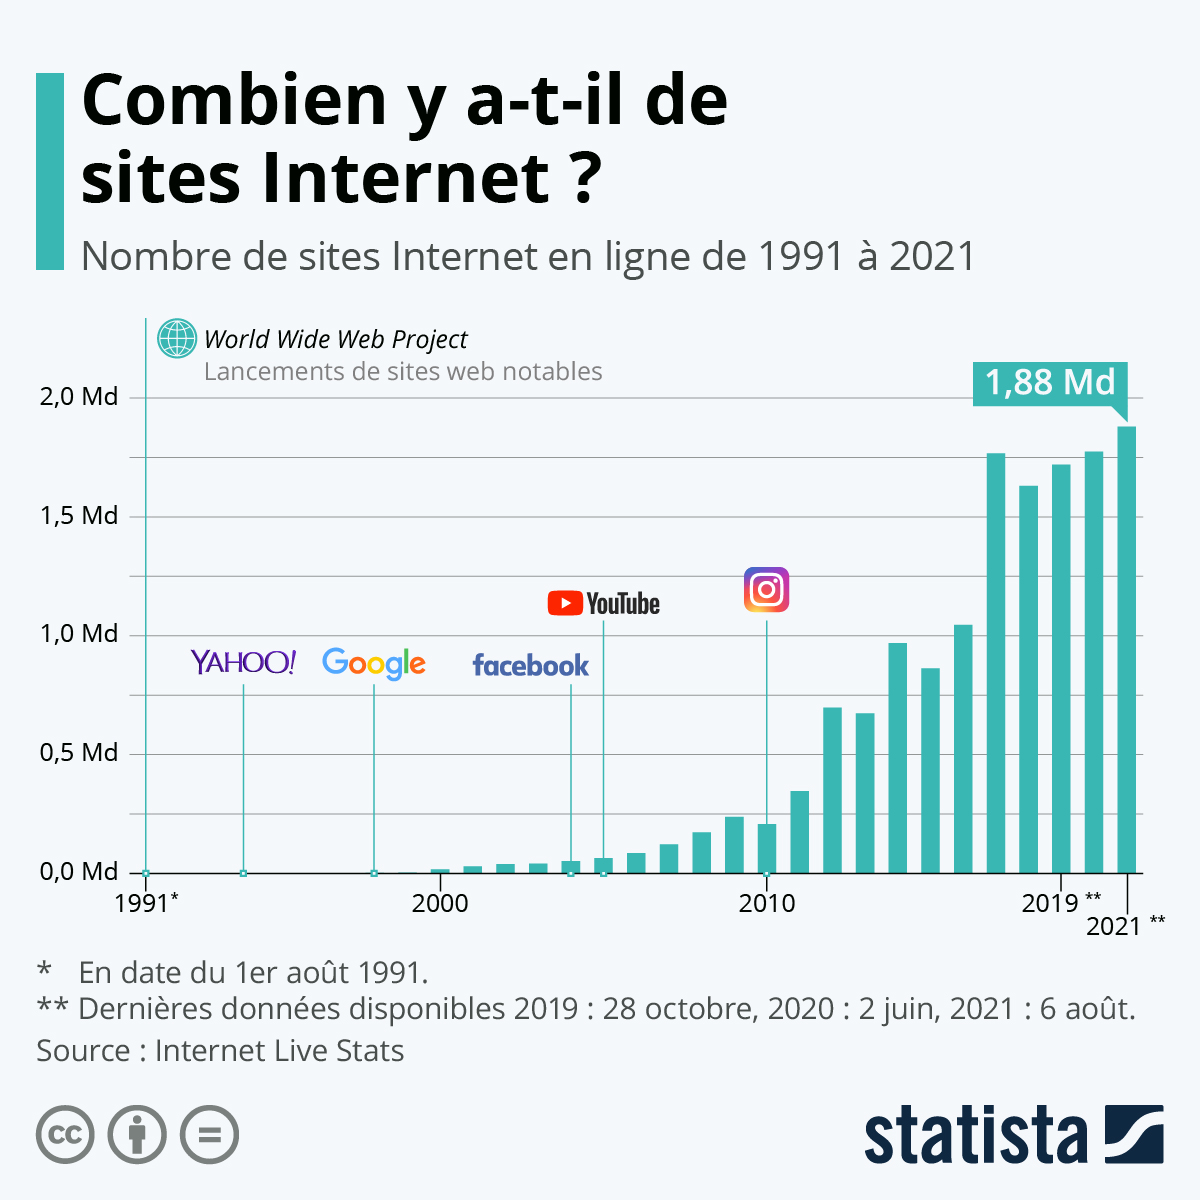 Combien y a-t-il de
sites Internet ?
Nombre de sites Internet en ligne de 1991 à 2021
World Wide Web Project
Lancements de sites web notables
2,0 Md
1,88 Md
1,5 Md
YouTube
1,0 Md
YAHOO!
Google
facebook
0,5 Md
0,0 Md
1991*
2000
2010
2019 **
2021 **
* En date du 1er août 1991.
** Dernières données disponibles 2019 : 28 octobre, 2020 : 2 juin, 2021 : 6 août.
Source : Internet Live Stats
cc
statista